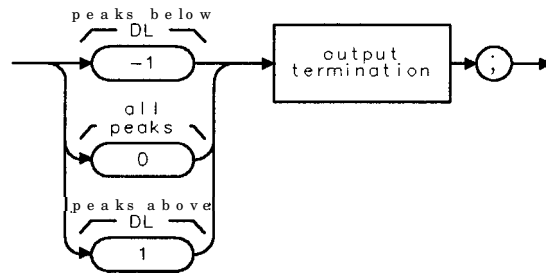 peaks below
DL
-1
output
termination
;
all
peaks
0
peaks above
DL
1